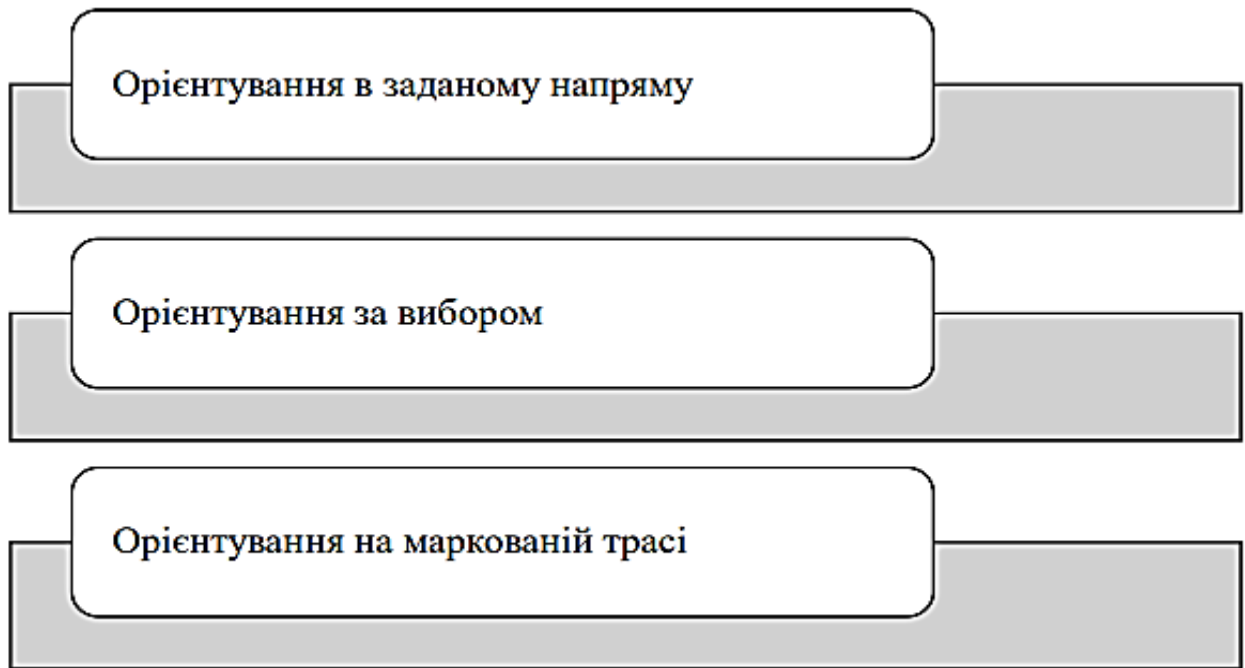 Орієнтування в заданому напряму
Орієнтування за вибором
Орієнтування на маркованій трасі